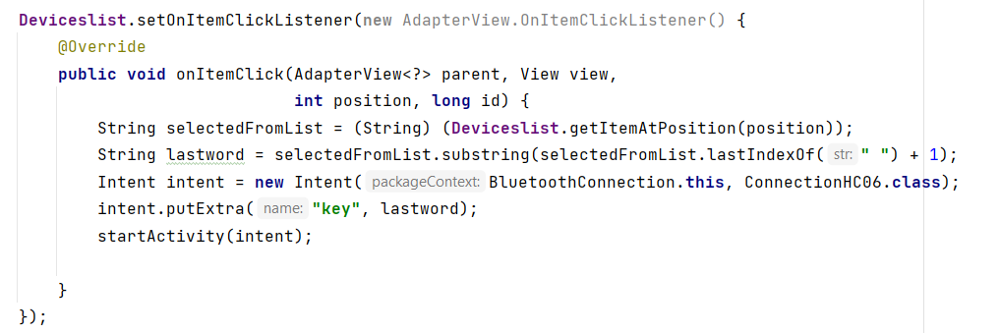 Deviceslist.setOnItemClickListener(new AdapterView.OnItemClickListener() {
@Override
public void onItemClick(AdapterView<?> parent, View view,
int position, long id) {
String selectedFromList = (String) (Deviceslist.getItemAtPosition(position));
String lastword = selectedFromList.substring(selectedFromList.lastIndexOf( str: " ") + 1);
Intent intent = new Intent( packageContext: BluetoothConnection.this, ConnectionHC06.class);
intent.putExtra( name: "key", lastword);
startActivity(intent);
}
});